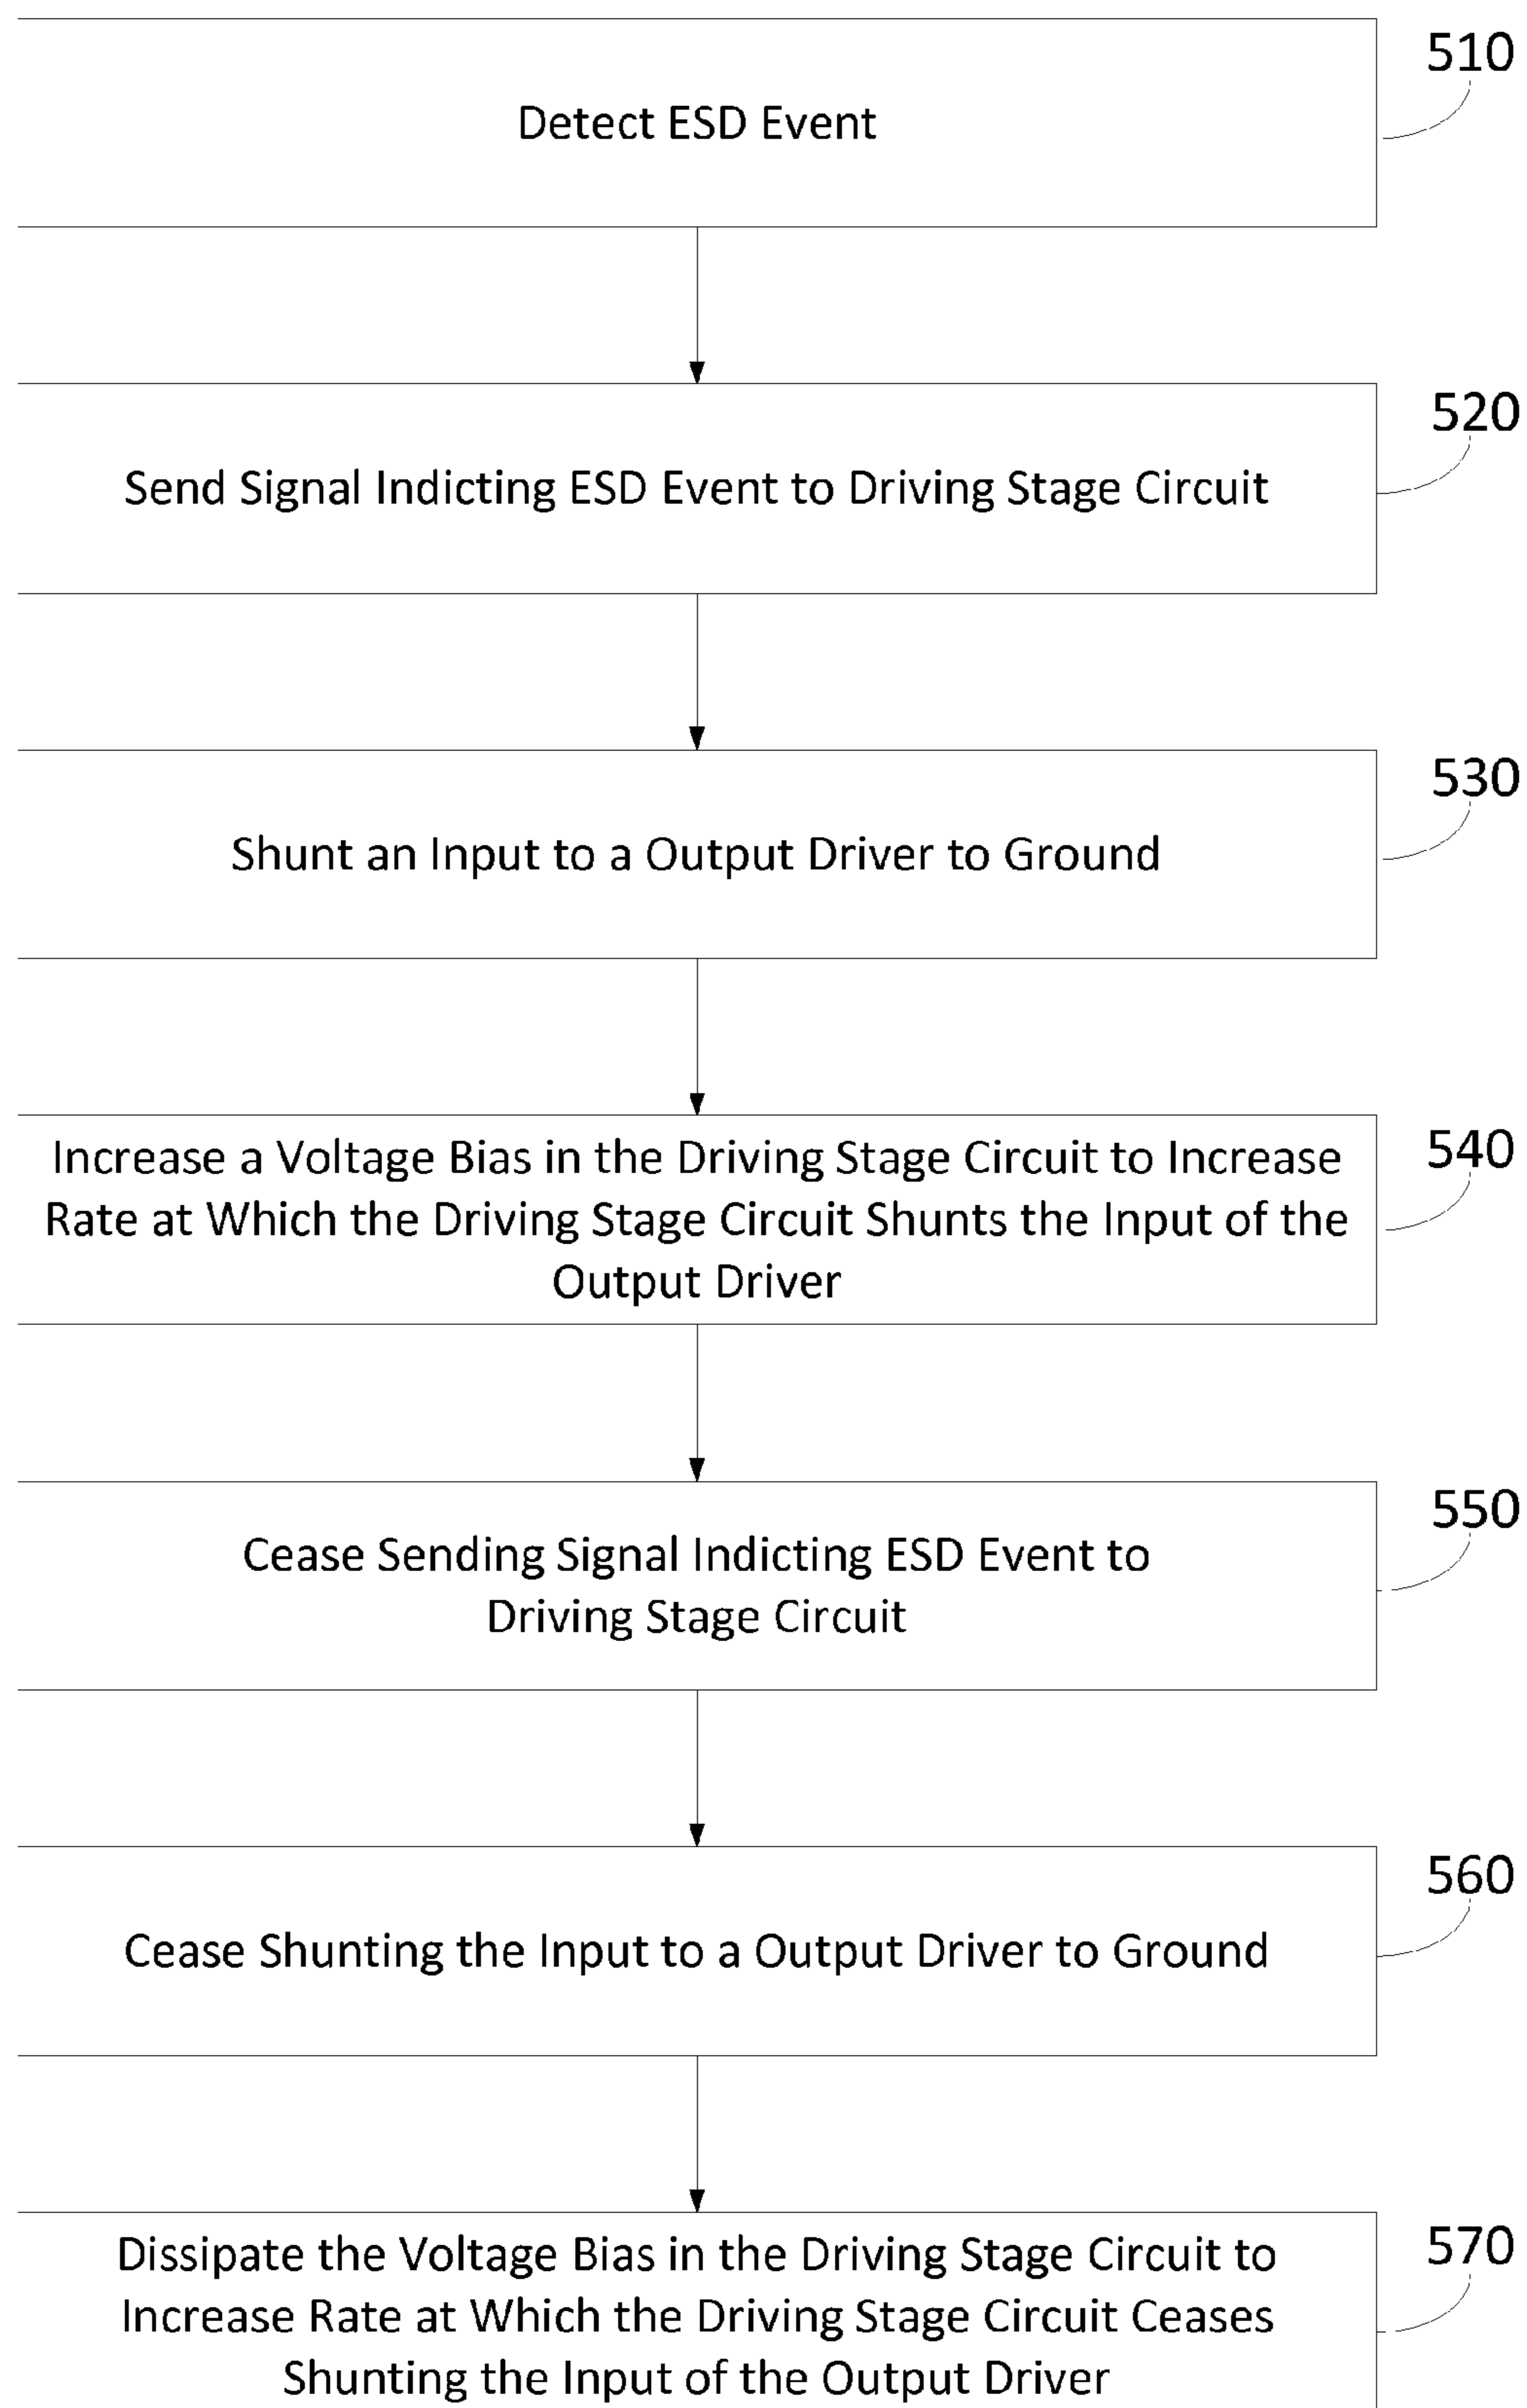 510
Detect ESD Event
520
Send Signal Indicting ESD Event to Driving Stage Circuit
530
Shunt an Input to a Output Driver to Ground
540
Increase a Voltage Bias in the Driving Stage Circuit to Increase
Rate at Which the Driving Stage Circuit Shunts the Input of the
Output Driver
550
Cease Sending Signal Indicting ESD Event to
Driving Stage Circuit
560
Cease Shunting the Input to a Output Driver to Ground
570
Dissipate the Voltage Bias in the Driving Stage Circuit to
Increase Rate at Which the Driving Stage Circuit Ceases
Shunting the Input of the Output Driver